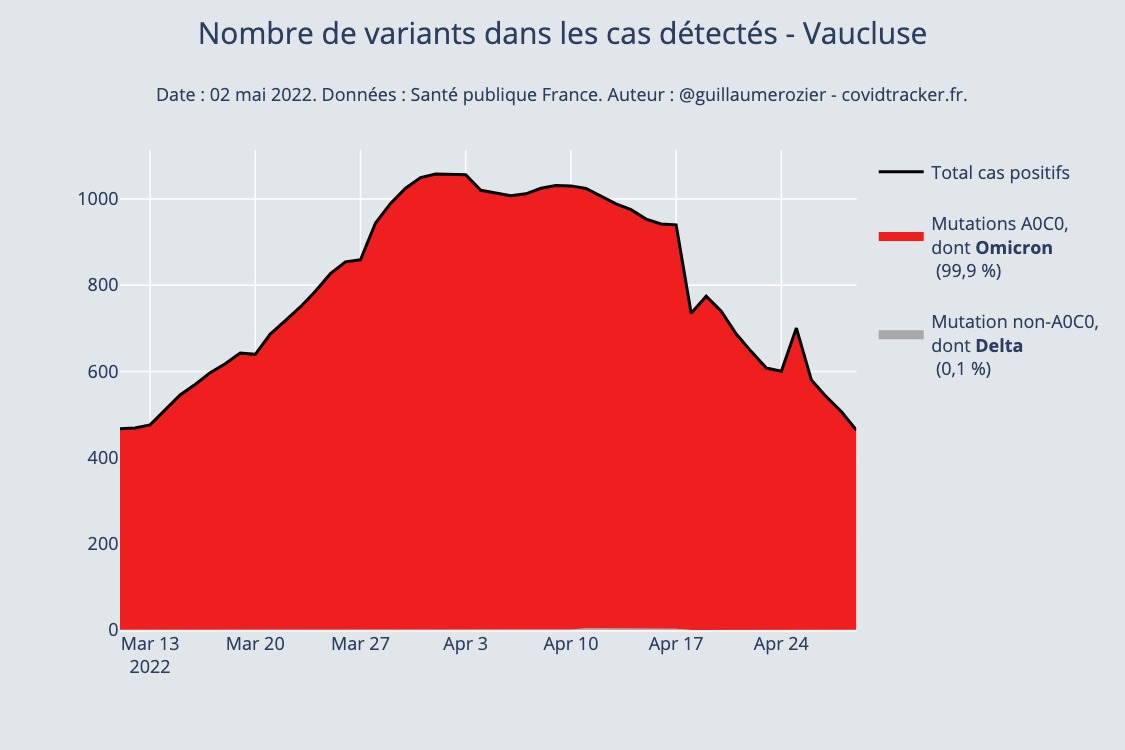 Nombre de variants dans les cas détectés - Vaucluse
Date : 02 mai 2022. Données : Santé publique France. Auteur : @guillaumerozier - covidtracker.fr.
Total cas positifs
Mutations A0C0,
dont Omicron
(99,9 %)
Mutation non-A0C0,
dont Delta
(0,1 %)
1000
800
600
400
200
0
Mar 13 Mar 20 Mar 27 Apr 3 Apr 10 Apr 17 Apr 24
2022